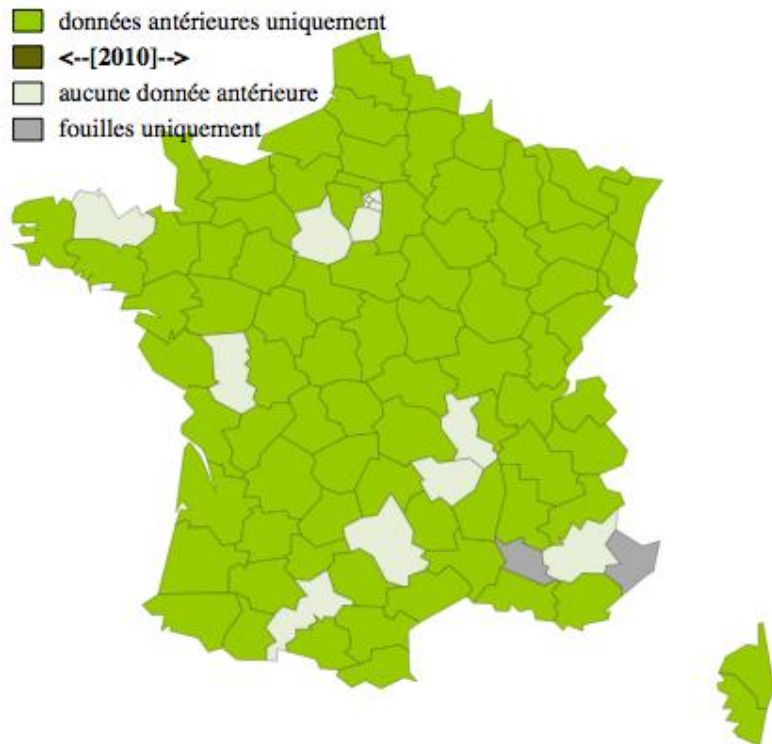 données antérieures uniquement
<--[2010]-->
aucune donnée antérieure
fouilles uniquement